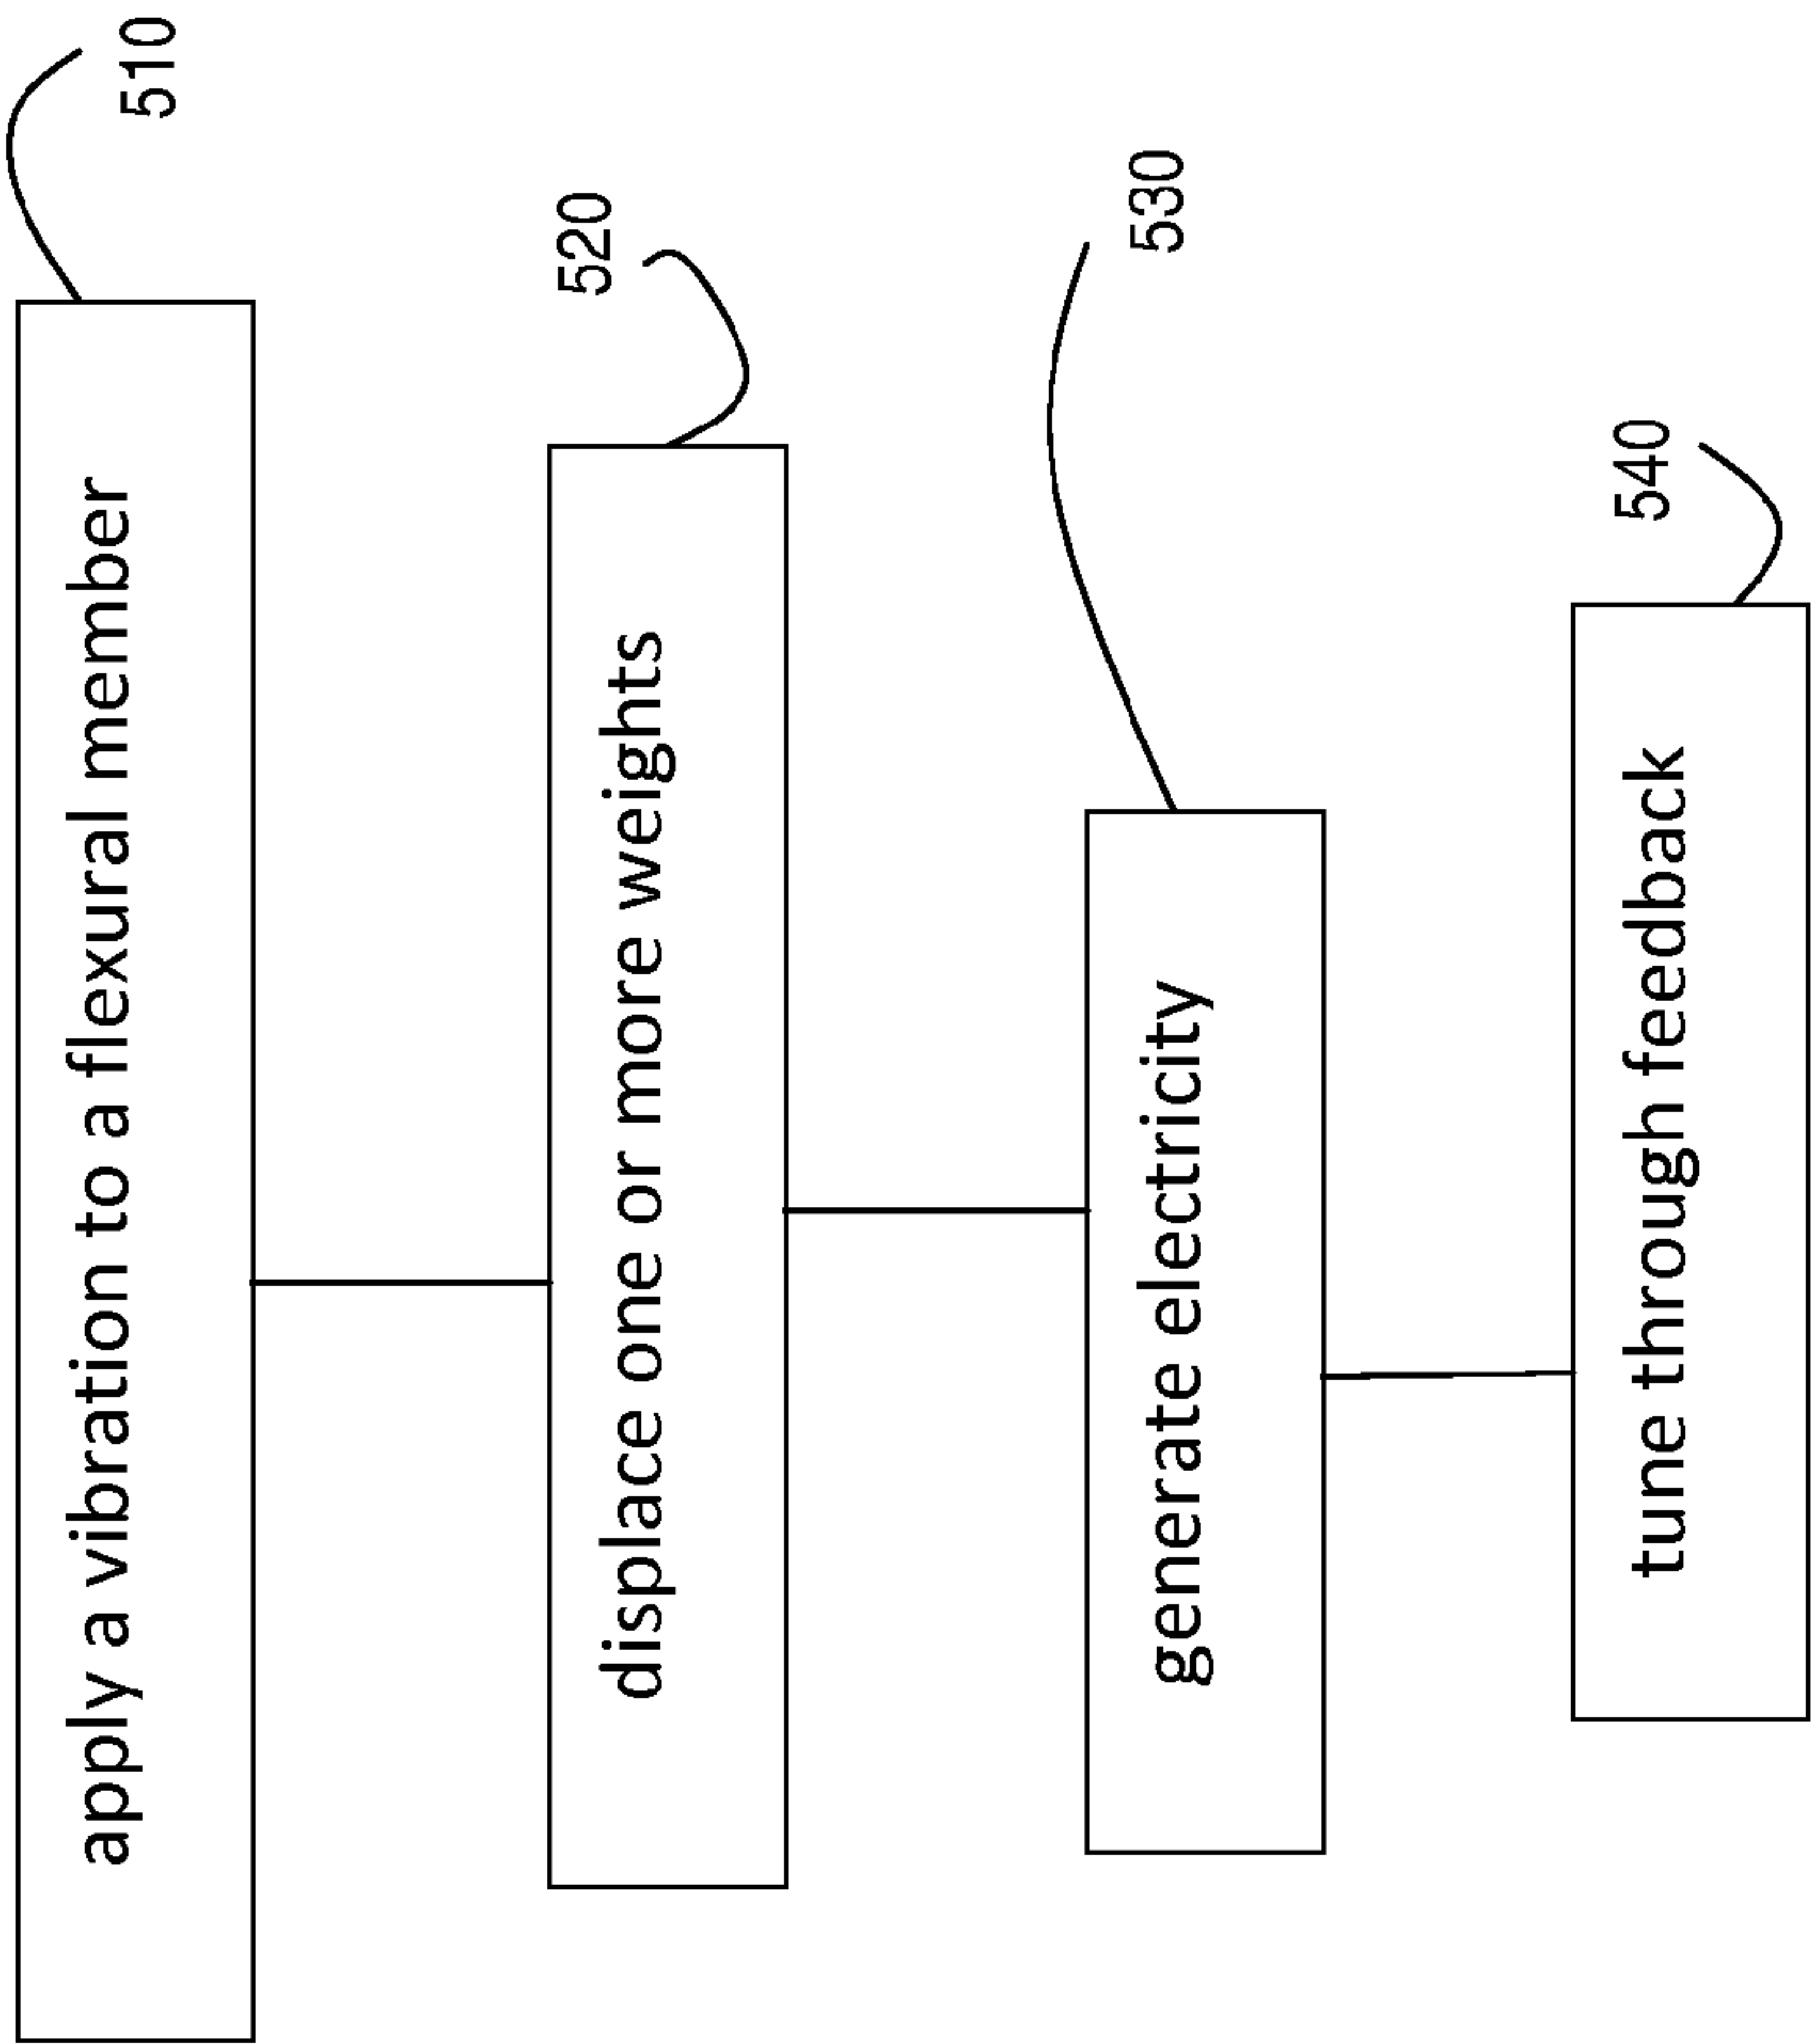 apply a vibration to a flexural member
510
displace one or more weights
520
generate electricity
530
tune through feedback
540